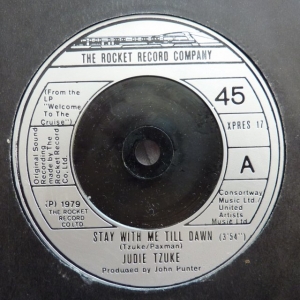 THE ROCKET RECORD COMPANY
(From the
LP
"Welcome
To The
Cruise")
45
XPRES 17
Original Sound
Recording
made by The
Rocket Record
Co.Ltd.
A
(P) 1979
THE ROCKET
RECORD
CO.LTD
Consortway
Music Ltd./
United
Artists
Music Ltd
STAY WITH ME TILL DAWN (3'54")
(Tzuke/Paxman)
JUDIE TZUKE
Produced by John Punter